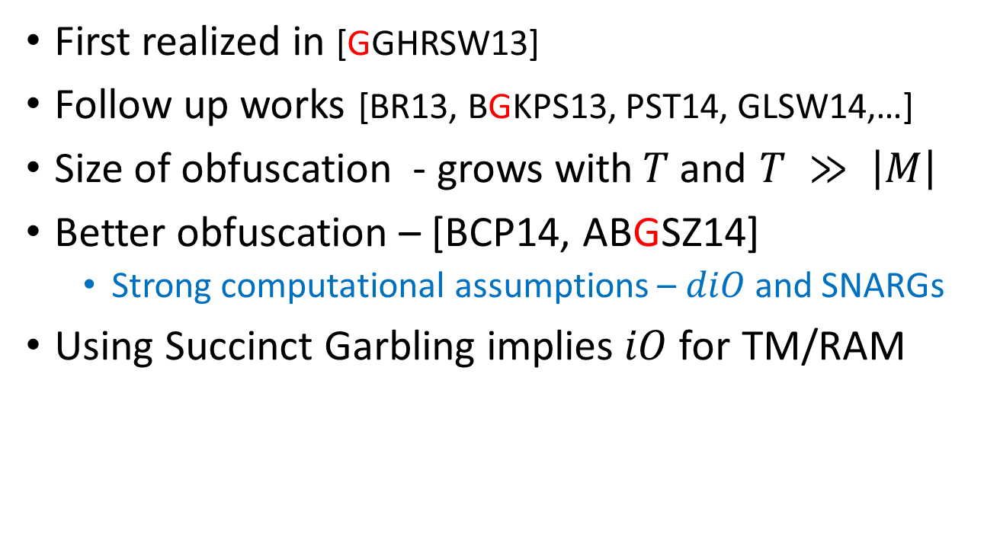 • First realized in [GGHRSW13]
• Follow up works [BR13, BGKPS13, PST14, GLSW14,…]
• Size of obfuscation - grows with 𝑇 and 𝑇 ≫ |𝑀|
• Better obfuscation – [BCP14, ABGSZ14]
• Strong computational assumptions – 𝑑𝑖𝑂 and SNARGs
• Using Succinct Garbling implies 𝑖𝑂 for TM/RAM